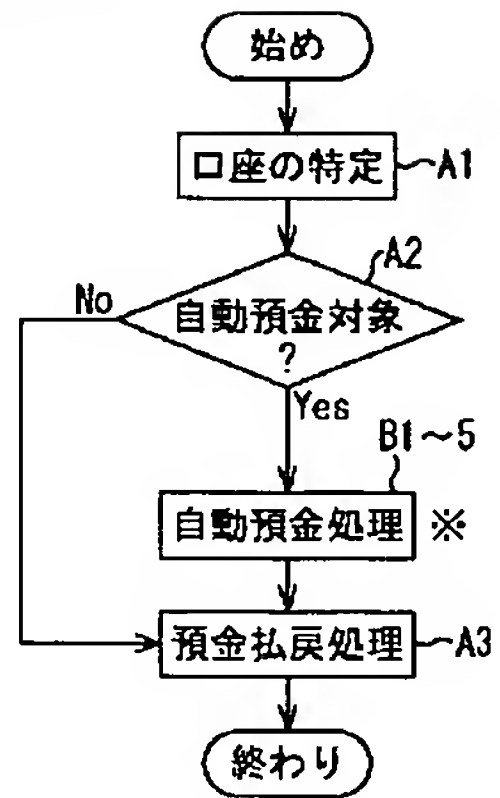 始め
口座の特定
A1
A2
No
自動預金対象
?
Yes
B1～5
自動預金処理 ※
預金払戻処理
A3
終わり